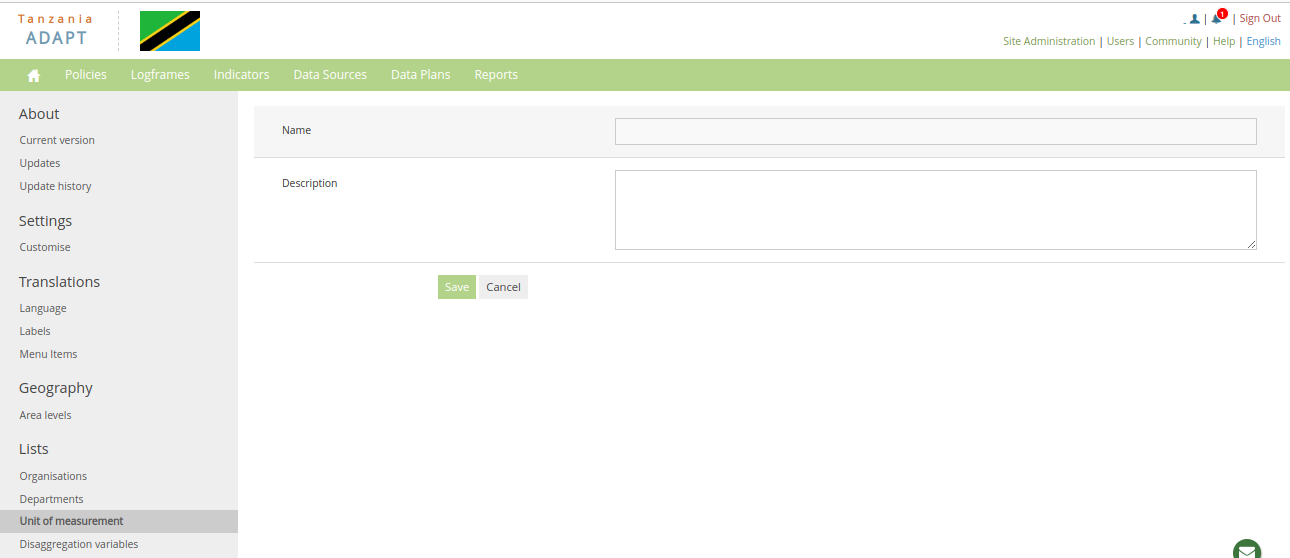 Tanzania
ADAPT
1
| | Sign Out
Site Administration | Users | Community | Help | English
Policies Logframes Indicators Data Sources Data Plans Reports
About
Current version
Updates
Update history
Settings
Customise
Translations
Language
Labels
Menu Items
Geography
Area levels
Lists
Organisations
Departments
Unit of measurement
Disaggregation variables
Name
Description
Save Cancel